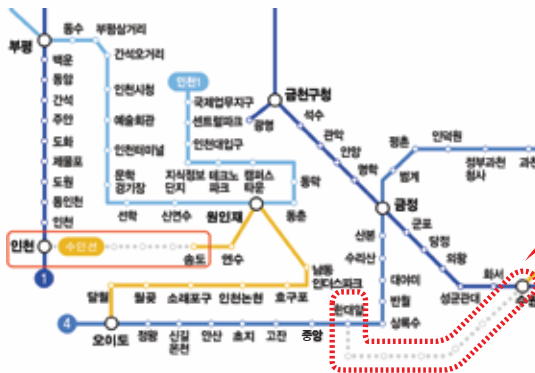 동수
부평삼거리
부평
간석오거리
백운
동암
인천시청
인천1
금천구청
간석
국제업무지구
석수
주안
예술회관
센트럴파크
광명
관악
도화
인천대입구
안양
평촌
인덕원
제물포
인천터미널
명학
범계
정부과천
청사
과천
도원
문학
경기장
지식정보
단지
테크노
파크
캠퍼스
타운
동막
금정
동인천
선학
신연수
원인재
동춘
군포
인천
산본
당정
인천
수인선
송도
연수
수리산
의왕
남동
인더스파크
대야미
화서
1
달월
월곶
소래포구
인천논현
호구포
한대앞
반월
성균관대
수원
4
오이도
정왕
신길
온천
안산
초지
고잔
중앙
상록수